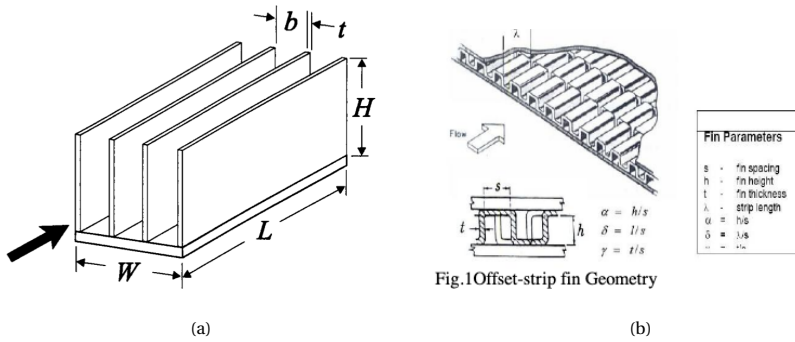 b
t
H
L
W
(a)
λ
Flow
s
t
h
α = h/s
δ = l/s
γ = t/s
Fig.1Offset-strip fin Geometry
(b)
Fin Parameters
s - fin spacing
h - fin height
t - fin thickness
λ - strip length
α = h/s
δ = λ/s